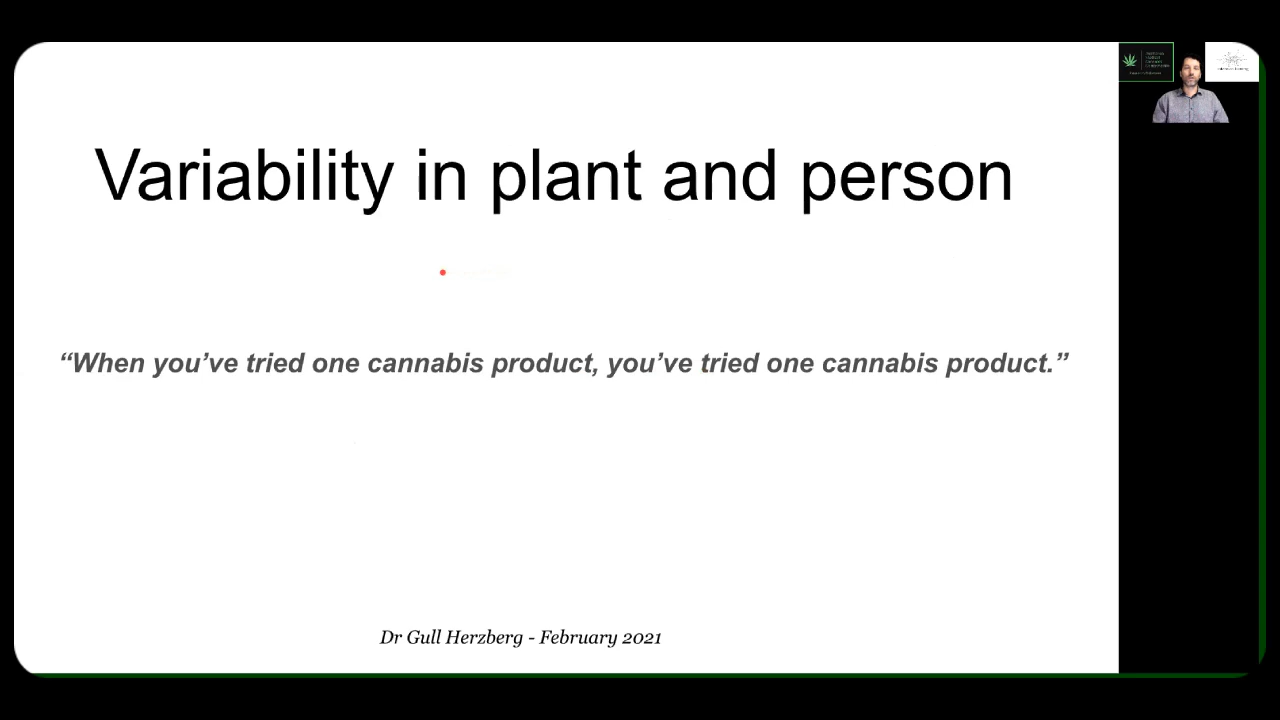 Variability in plant and person
“When you’ve tried one cannabis product, you’ve tried one cannabis product.”
Dr Gull Herzberg - February 2021